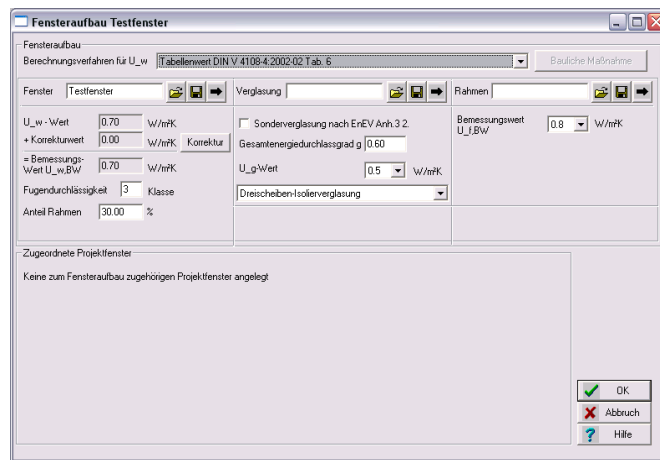 Fensteraufbau Testfenster
Fensteraufbau
Berechnungsverfahren für U_w Tabellenwert DIN V 4108-4:2002-02 Tab. 6 Bauliche Maßnahme
Fenster Testfenster Verglasung Rahmen
U_w - Wert 0.70 W/m²K
+ Korrekturwert 0.00 W/m²K Korrektur
= Bemessungs-
Wert U_w,BW 0.70 W/m²K
Fugendurchlässigkeit 3 Klasse
Anteil Rahmen 30.00 %
Sonderverglasung nach EnEV Anh.3 2.
Gesamtenergiedurchlassgrad g 0.60
U_g-Wert 0.5 W/m²K
Dreischeiben-Isolierverglasung
Bemessungswert
U_f,BW 0.8 W/m²K
Zugeordnete Projektfenster
Keine zum Fensteraufbau zugehörigen Projektfenster angelegt
OK
Abbruch
Hilfe